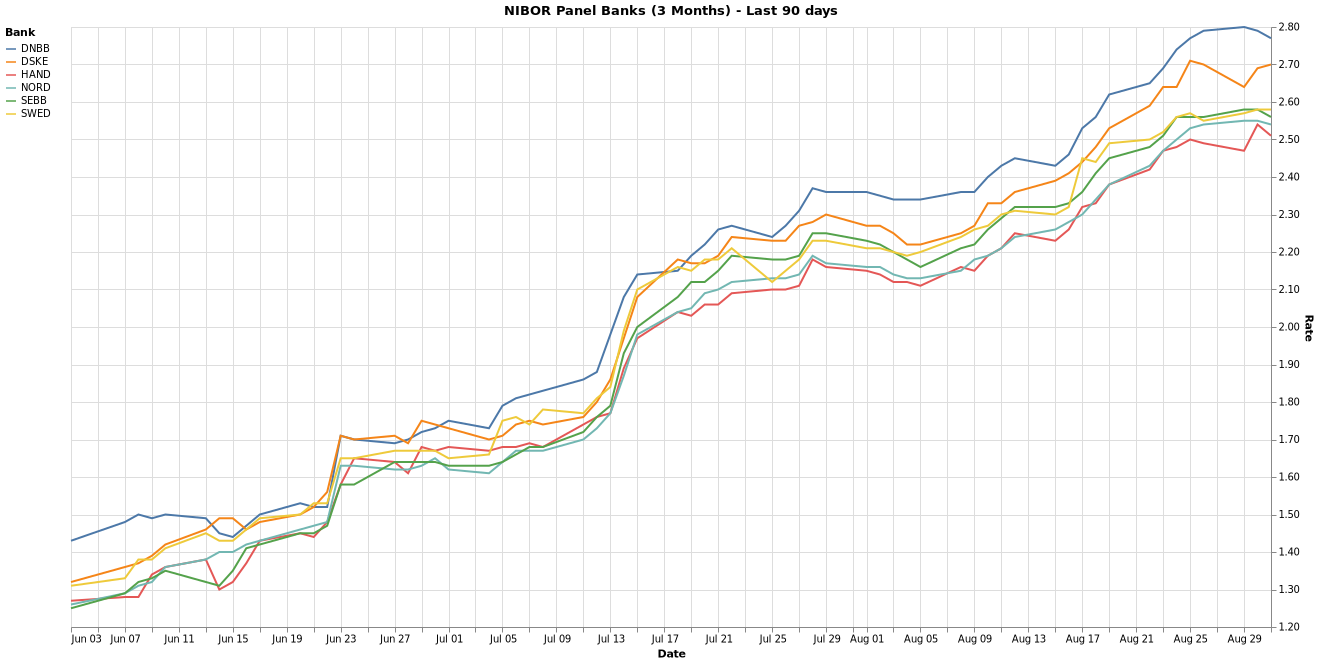 NIBOR Panel Banks (3 Months) - Last 90 days
Bank
DNBB
DSKE
HAND
NORD
SEBB
SWED
2.80
2.70
2.60
2.50
2.40
2.30
2.20
2.10
2.00
1.90
1.80
1.70
1.60
1.50
1.40
1.30
1.20
Rate
Jun 03 Jun 07 Jun 11 Jun 15 Jun 19 Jun 23 Jun 27 Jul 01 Jul 05 Jul 09 Jul 13 Jul 17 Jul 21 Jul 25 Jul 29 Aug 01 Aug 05 Aug 09 Aug 13 Aug 17 Aug 21 Aug 25 Aug 29
Date